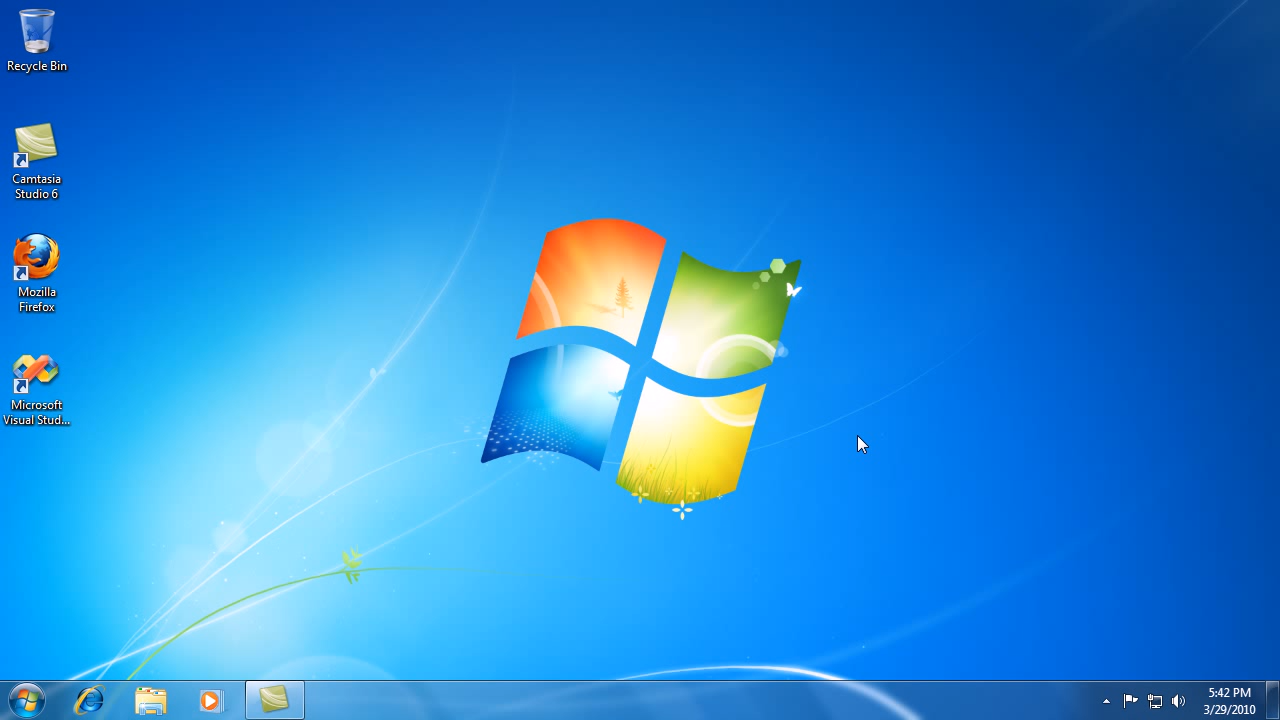 Recycle Bin
Camtasia
Studio 6
Mozilla
Firefox
Microsoft
Visual Stud...
5:42 PM
3/29/2010